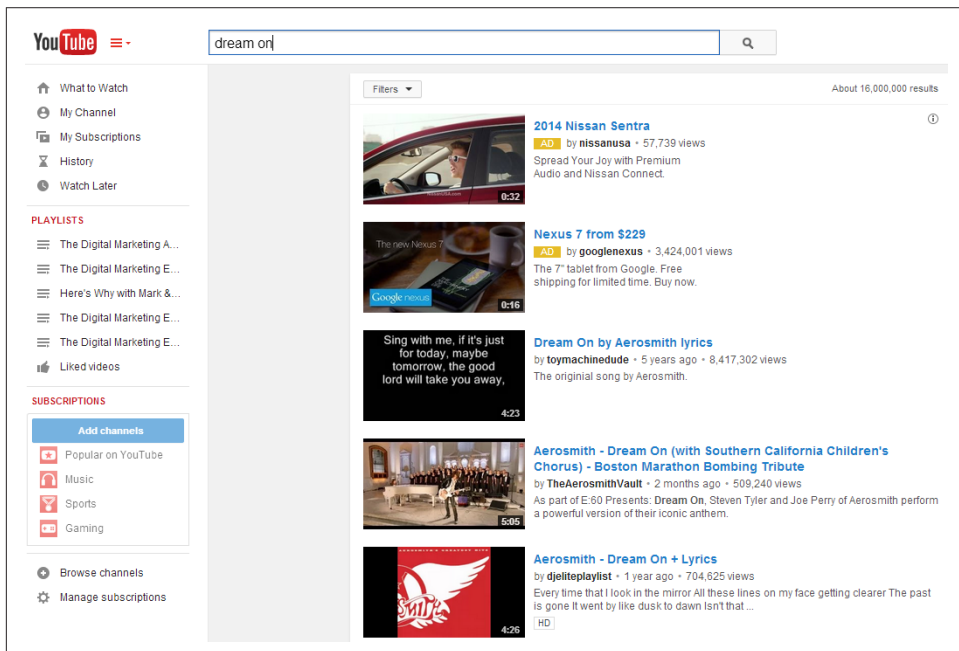 YouTube
dream on
What to Watch
My Channel
My Subscriptions
History
Watch Later
PLAYLISTS
The Digital Marketing A...
The Digital Marketing E...
Here's Why with Mark &...
The Digital Marketing E...
The Digital Marketing E...
Liked videos
SUBSCRIPTIONS
Add channels
Popular on YouTube
Music
Sports
Gaming
Browse channels
Manage subscriptions
Filters
About 16,000,000 results
0:32
2014 Nissan Sentra
AD by nissanusa • 57,739 views
Spread Your Joy with Premium
Audio and Nissan Connect.
The new Nexus 7
Google nexus
0:16
Nexus 7 from $229
AD by googlenexus • 3,424,001 views
The 7" tablet from Google. Free
shipping for limited time. Buy now.
Sing with me, if it's just
for today, maybe
tomorrow, the good
lord will take you away,
4:23
Dream On by Aerosmith lyrics
by toymachinedude • 5 years ago • 8,417,302 views
The originial song by Aerosmith.
5:05
Aerosmith - Dream On (with Southern California Children's
Chorus) - Boston Marathon Bombing Tribute
by TheAerosmithVault • 2 months ago • 509,240 views
As part of E:60 Presents: Dream On, Steven Tyler and Joe Perry of Aerosmith perform
a powerful version of their iconic anthem.
AEROSMITH'S GREATEST HITS
4:26
Aerosmith - Dream On + Lyrics
by djeliteplaylist • 1 year ago • 704,625 views
Every time that I look in the mirror All these lines on my face getting clearer The past
is gone It went by like dusk to dawn Isn't that ...
HD